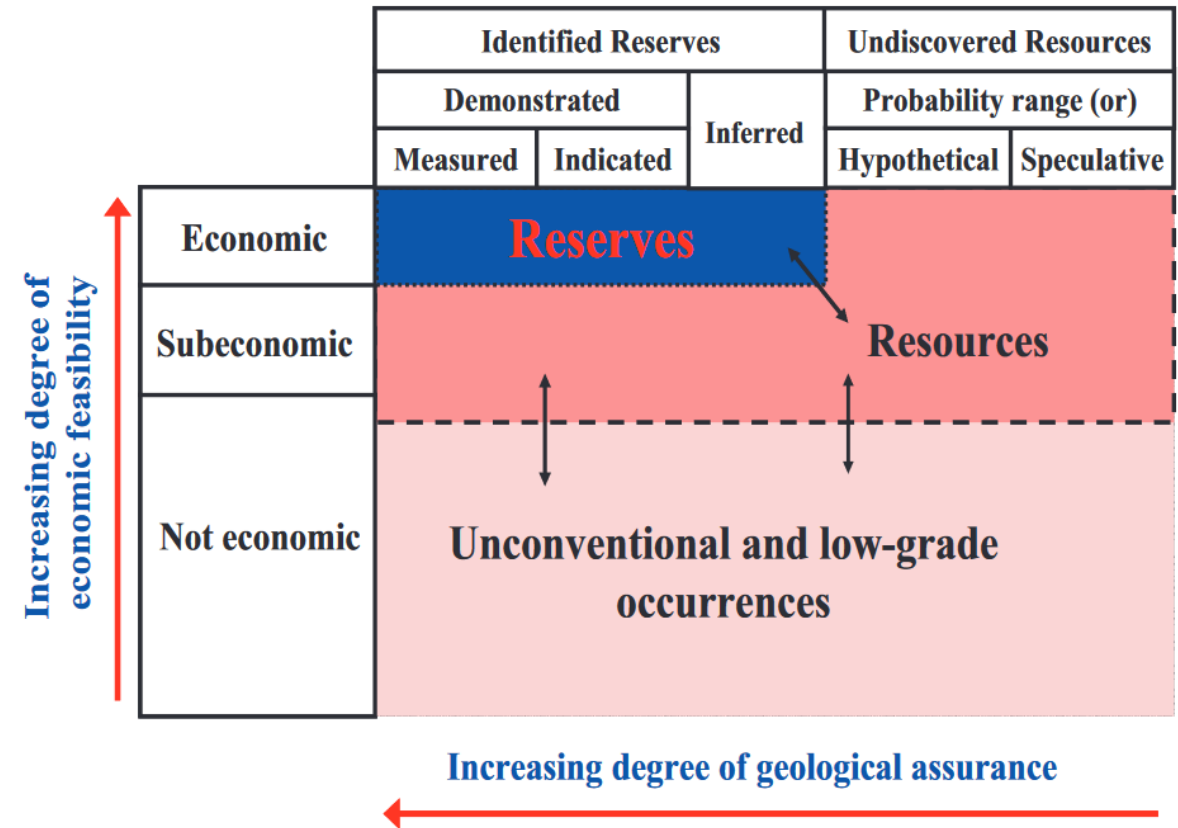 Identified Reserves
Undiscovered Resources
Demonstrated
Inferred
Probability range (or)
Measured
Indicated
Hypothetical
Speculative
Increasing degree of
economic feasibility
Economic
Reserves
Subeconomic
Resources
Not economic
Unconventional and low-grade
occurrences
Increasing degree of geological assurance